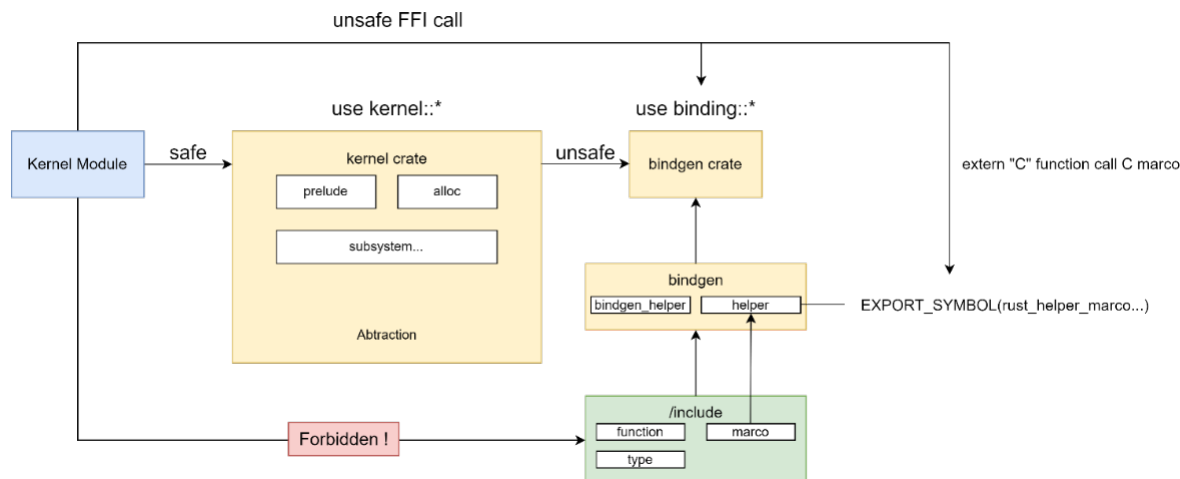 unsafe FFI call
use kernel::*
use binding::*
Kernel Module
safe
kernel crate
prelude
alloc
subsystem...
Abtraction
unsafe
bindgen crate
extern "C" function call C marco
bindgen
bindgen_helper
helper
EXPORT_SYMBOL(rust_helper_marco...)
Forbidden !
/include
function
marco
type